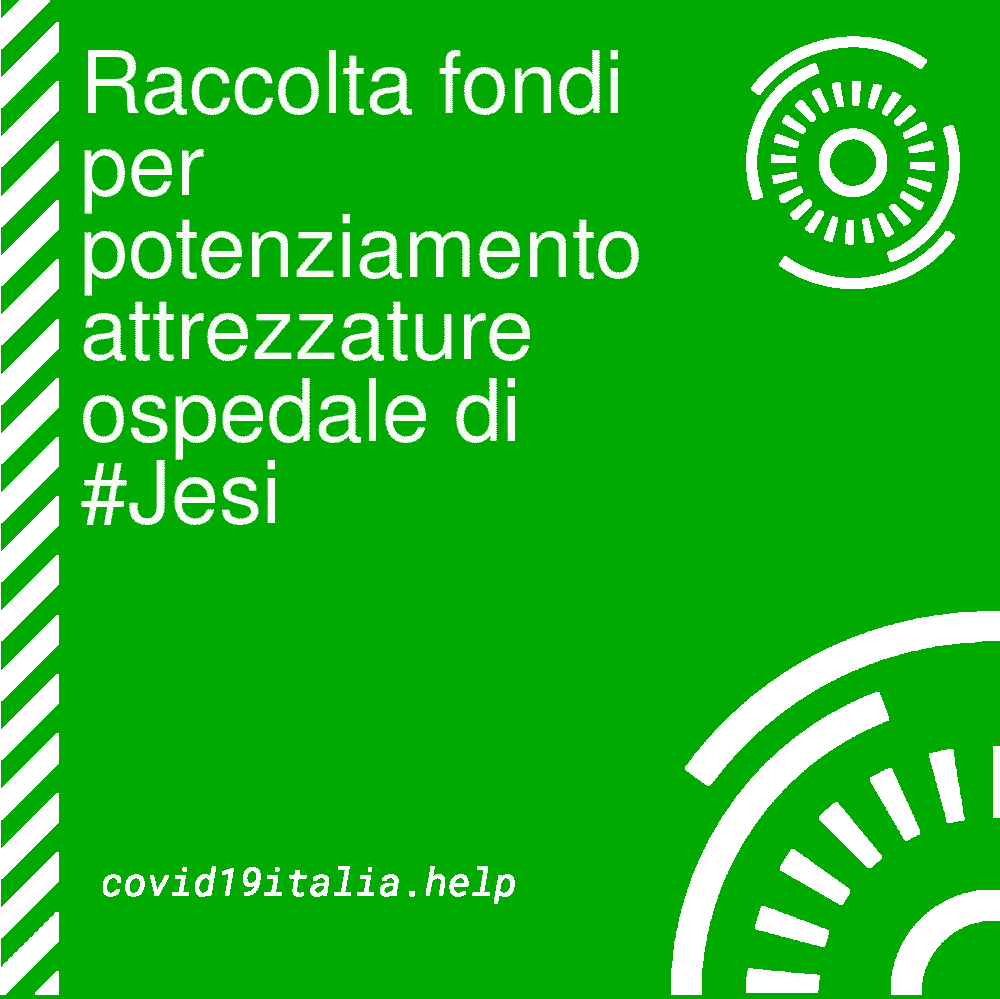 Raccolta fondi
per
potenziamento
attrezzature
ospedale di
#Jesi
covid19italia.help